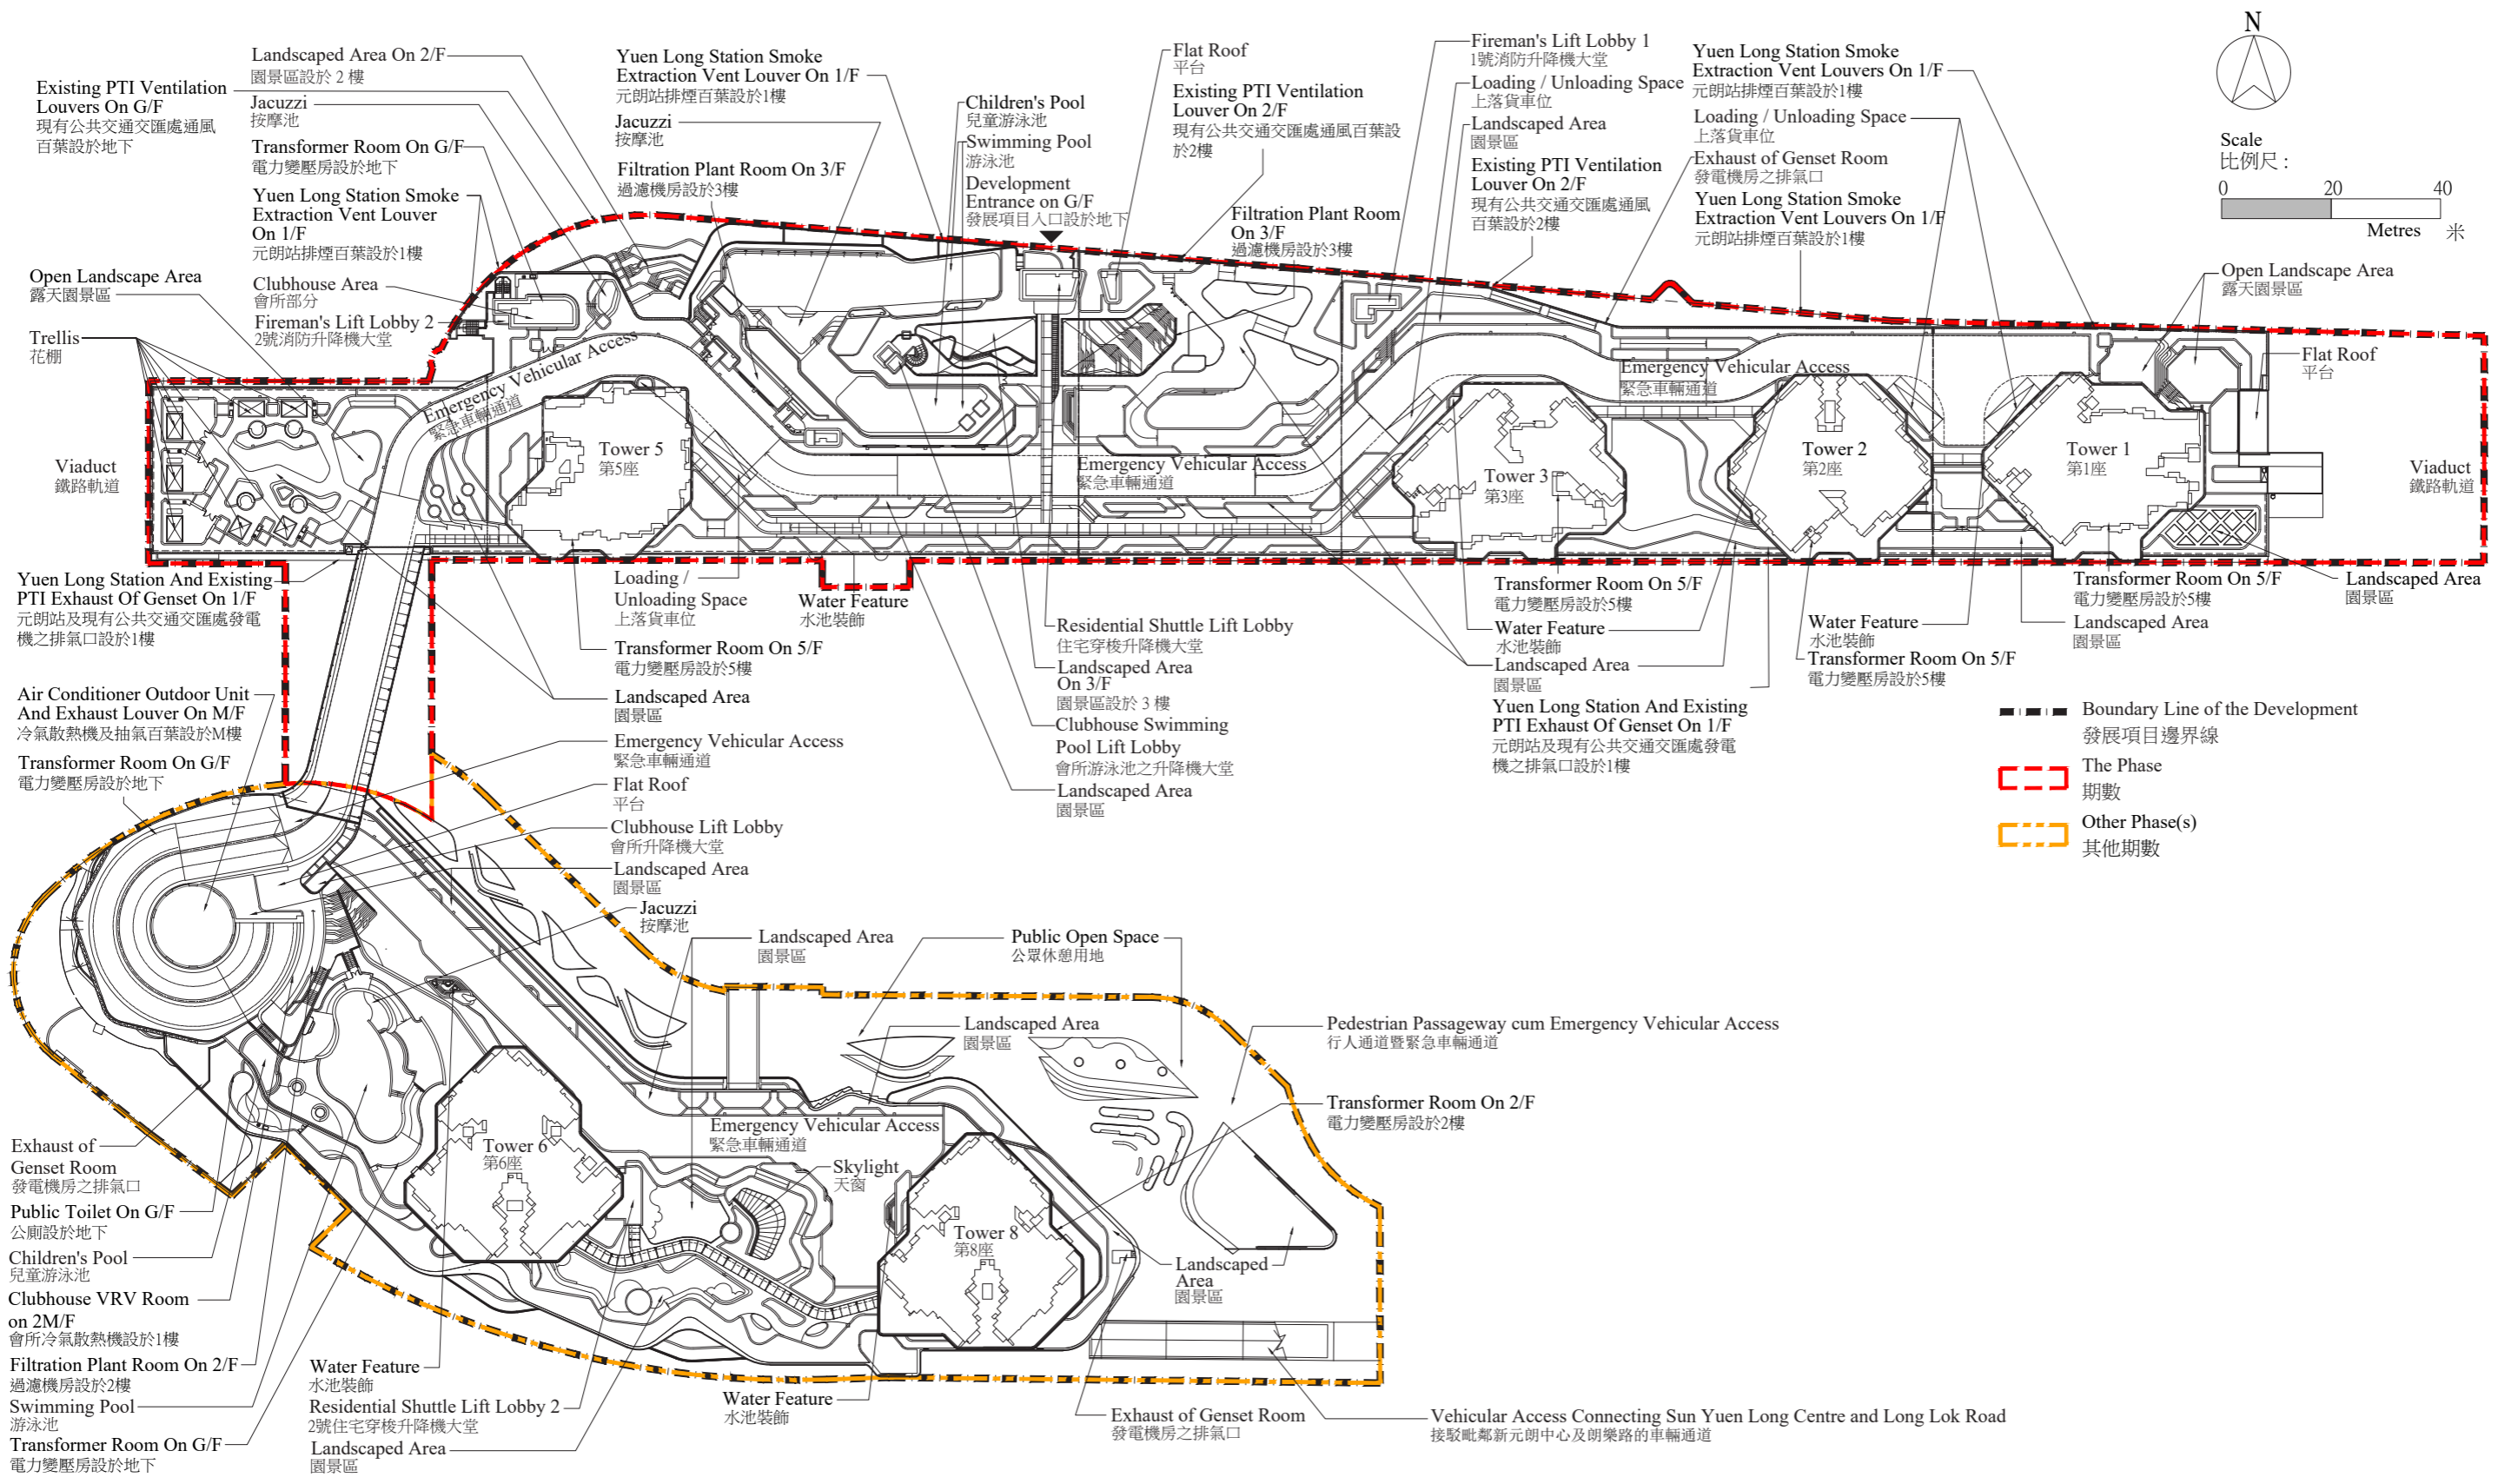 Landscaped Area On 2/F
園景區設於 2 樓
Existing PTI Ventilation
Louvers On G/F
現有公共交通交匯處通風
百葉設於地下
Jacuzzi
按摩池
Transformer Room On G/F
電力變壓房設於地下
Yuen Long Station Smoke
Extraction Vent Louver
On 1/F
元朗站排煙百葉設於1樓
Open Landscape Area
露天園景區
Clubhouse Area
會所部分
Fireman's Lift Lobby 2
2號消防升降機大堂
Trellis
花棚
Yuen Long Station Smoke
Extraction Vent Louver On 1/F
元朗站排煙百葉設於1樓
Jacuzzi
按摩池
Filtration Plant Room On 3/F
過濾機房設於3樓
Children's Pool
兒童游泳池
Swimming Pool
游泳池
Development
Entrance on G/F
發展項目入口設於地下
Flat Roof
平台
Existing PTI Ventilation
Louver On 2/F
現有公共交通交匯處通風百葉設
於2樓
Filtration Plant Room
On 3/F
過濾機房設於3樓
Fireman's Lift Lobby 1
1號消防升降機大堂
Loading / Unloading Space
上落貨車位
Landscaped Area
園景區
Existing PTI Ventilation
Louver On 2/F
現有公共交通交匯處通風
百葉設於2樓
Yuen Long Station Smoke
Extraction Vent Louvers On 1/F
元朗站排煙百葉設於1樓
Loading / Unloading Space
上落貨車位
Exhaust of Genset Room
發電機房之排氣口
Yuen Long Station Smoke
Extraction Vent Louvers On 1/F
元朗站排煙百葉設於1樓
N
Scale
比例尺 :
0 20 40
Metres 米
Open Landscape Area
露天園景區
Flat Roof
平台
Emergency Vehicular Access
緊急車輛通道
Emergency Vehicular Access
緊急車輛通道
Emergency Vehicular Access
緊急車輛通道
Emergency Vehicular Access
Viaduct
鐵路軌道
Tower 5
第5座
Tower 3
第3座
Tower 2
第2座
Tower 1
第1座
Viaduct
鐵路軌道
Yuen Long Station And Existing
PTI Exhaust Of Genset On 1/F
元朗站及現有公共交通交匯處發電
機之排氣口設於1樓
Loading /
Unloading Space
上落貨車位
Water Feature
水池裝飾
Transformer Room On 5/F
電力變壓房設於5樓
Landscaped Area
園景區
Residential Shuttle Lift Lobby
住宅穿梭升降機大堂
Landscaped Area
On 3/F
園景區設於 3 樓
Clubhouse Swimming
Pool Lift Lobby
會所游泳池之升降機大堂
Landscaped Area
園景區
Transformer Room On 5/F
電力變壓房設於5樓
Water Feature
水池裝飾
Landscaped Area
園景區
Yuen Long Station And Existing
PTI Exhaust Of Genset On 1/F
元朗站及現有公共交通交匯處發電
機之排氣口設於1樓
Water Feature
水池裝飾
Transformer Room On 5/F
電力變壓房設於5樓
Transformer Room On 5/F
電力變壓房設於5樓
Landscaped Area
園景區
Landscaped Area
園景區
Boundary Line of the Development
發展項目邊界線
The Phase
期數
Other Phase(s)
其他期數
Air Conditioner Outdoor Unit
And Exhaust Louver On M/F
冷氣散熱機及抽氣百葉設於M樓
Transformer Room On G/F
電力變壓房設於地下
Emergency Vehicular Access
緊急車輛通道
Flat Roof
平台
Clubhouse Lift Lobby
會所升降機大堂
Landscaped Area
園景區
Jacuzzi
按摩池
Landscaped Area
園景區
Public Open Space
公眾休憩用地
Landscaped Area
園景區
Pedestrian Passageway cum Emergency Vehicular Access
行人通道暨緊急車輛通道
Transformer Room On 2/F
電力變壓房設於2樓
Emergency Vehicular Access
緊急車輛通道
Tower 6
第6座
Skylight
天窗
Tower 8
第8座
Landscaped
Area
園景區
Exhaust of
Genset Room
發電機房之排氣口
Public Toilet On G/F
公廁設於地下
Children's Pool
兒童游泳池
Clubhouse VRV Room
on 2M/F
會所冷氣散熱機設於1樓
Filtration Plant Room On 2/F
過濾機房設於2樓
Swimming Pool
游泳池
Transformer Room On G/F
電力變壓房設於地下
Water Feature
水池裝飾
Residential Shuttle Lift Lobby 2
2號住宅穿梭升降機大堂
Landscaped Area
園景區
Water Feature
水池裝飾
Exhaust of Genset Room
發電機房之排氣口
Vehicular Access Connecting Sun Yuen Long Centre and Long Lok Road
接駁毗鄰新元朗中心及朗樂路的車輛通道